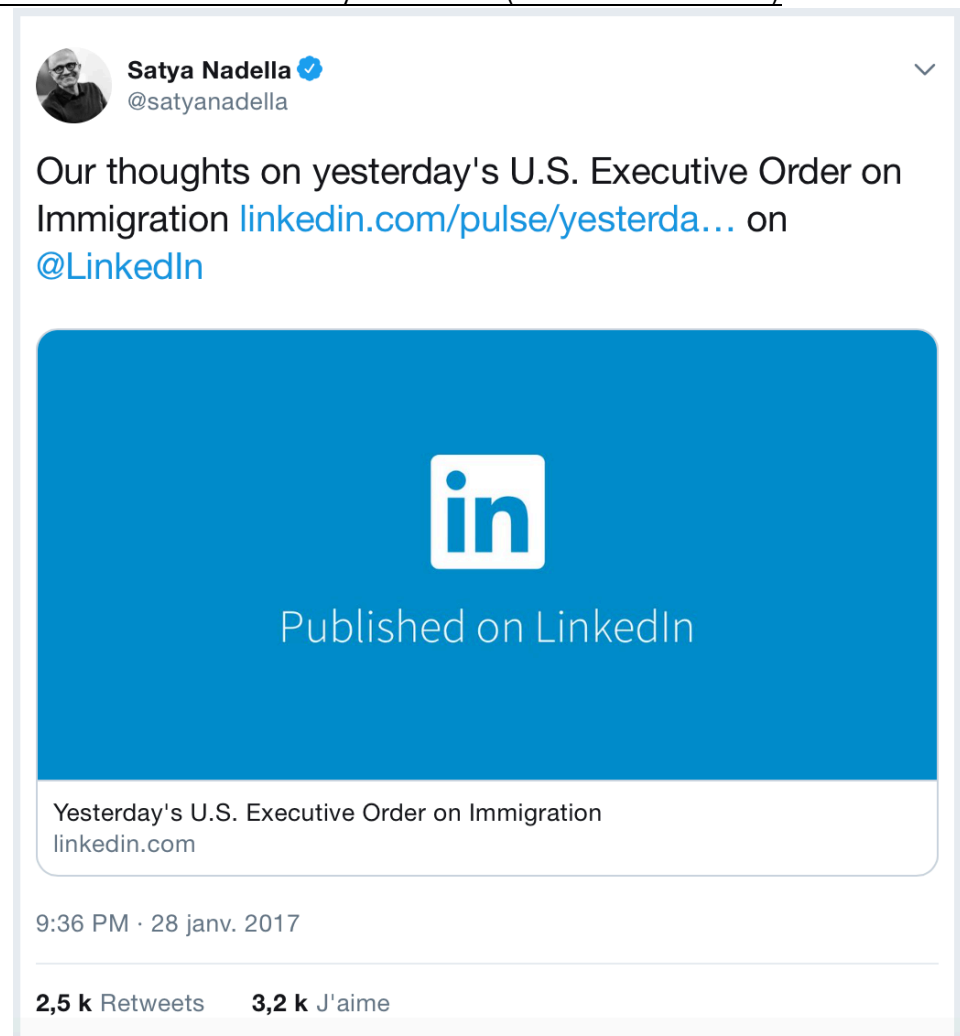 Satya Nadella
@satyanadella
Our thoughts on yesterday's U.S. Executive Order on
Immigration linkedin.com/pulse/yesterda... on
@LinkedIn
in
Published on LinkedIn
Yesterday's U.S. Executive Order on Immigration
linkedin.com
9:36 PM · 28 janv. 2017
2,5 k Retweets 3,2 k J'aime